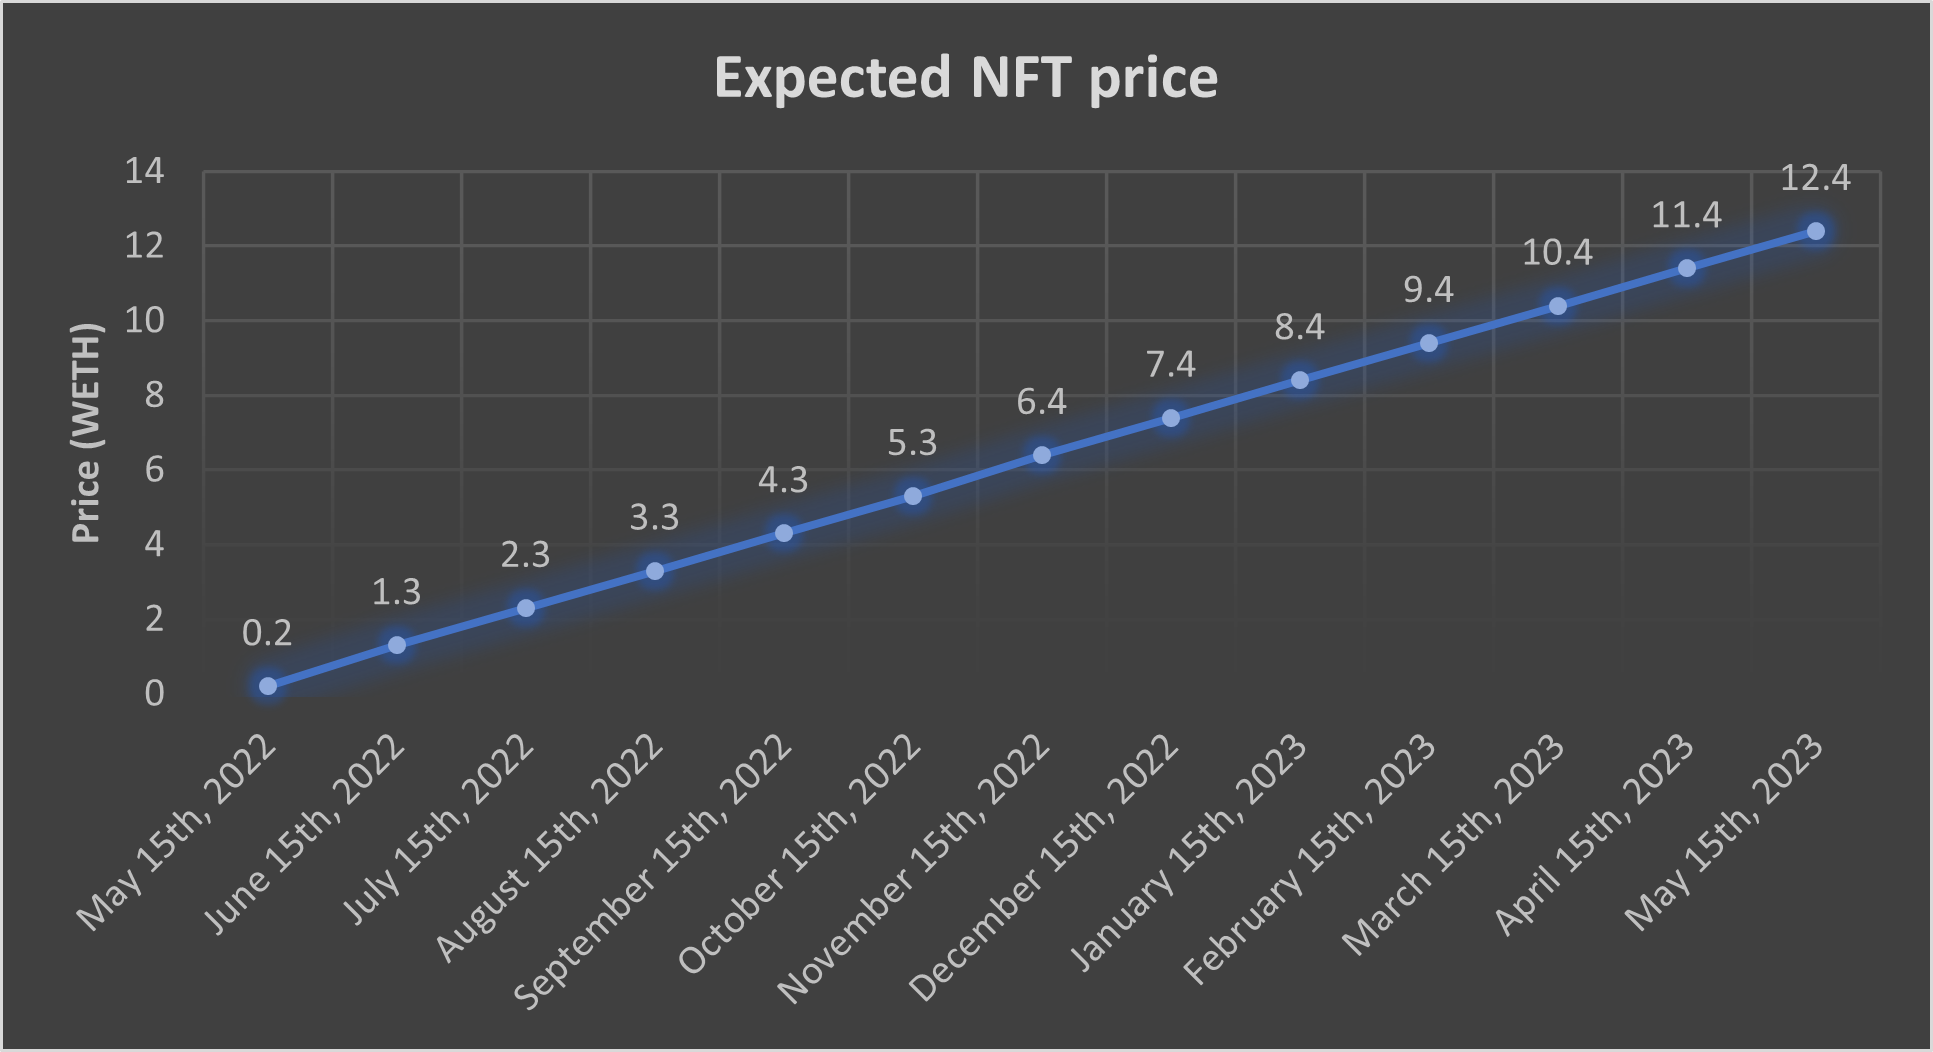 Expected NFT price
Price (WETH)
14
12
10
8
6
4
2
0
0.2
1.3
2.3
3.3
4.3
5.3
6.4
7.4
8.4
9.4
10.4
11.4
12.4
May 15th, 2022
June 15th, 2022
July 15th, 2022
August 15th, 2022
September 15th, 2022
October 15th, 2022
November 15th, 2022
December 15th, 2022
January 15th, 2023
February 15th, 2023
March 15th, 2023
April 15th, 2023
May 15th, 2023